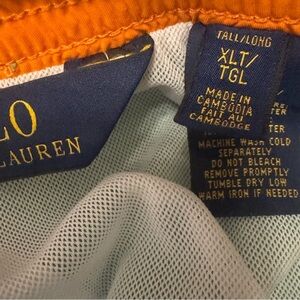 LO
LAUREN
TALL/LONG
XLT/
TGL
MADE IN
CAMBODIA
FAIT AU
CAMBODGE
TER
MACHINE WASH COLD
SEPARATELY
DO NOT BLEACH
REMOVE PROMPTLY
TUMBLE DRY LOW
WARM IRON IF NEEDED